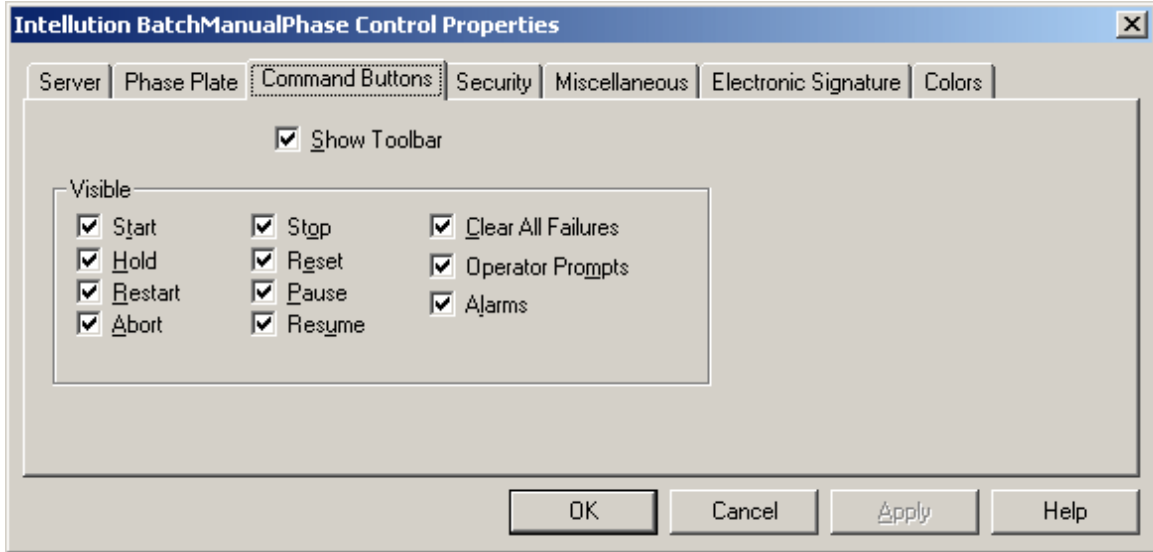 Intellution BatchManualPhase Control Properties
Server Phase Plate Command Buttons Security Miscellaneous Electronic Signature Colors
Show Toolbar
Visible
Start Stop Clear All Failures
Hold Reset Operator Prompts
Restart Pause Alarms
Abort Resume
OK Cancel Apply Help